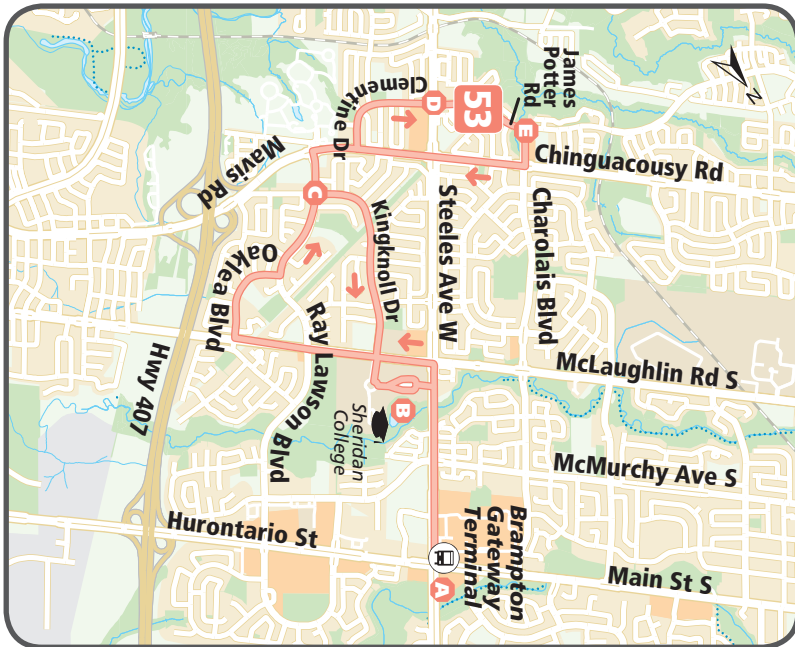 James
Potter
Rd
Z
Clementine Dr
D
53
E
Chinguacousy Rd
Mavis Rd
C
Kingknoll Dr
Steeles Ave W
Charolais Blvd
Oaklea Blvd
Ray Lawson Blvd
Hwy 407
McLaughlin Rd S
B
Sheridan
College
McMurchy Ave S
Hurontario St
Brampton
Gateway
Terminal
A
Main St S